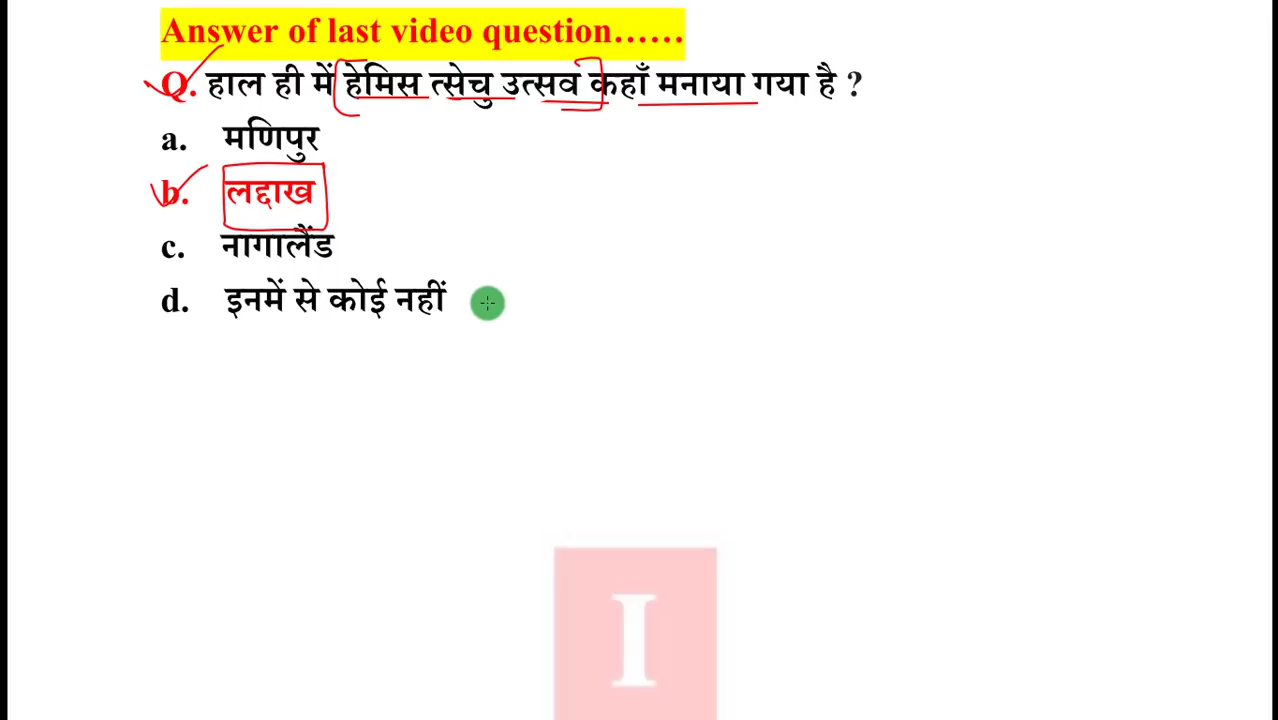 Answer of last video question......
Q. हाल ही में हेमिस त्सेचु उत्सव कहाँ मनाया गया है ?
a. मणिपुर
b. लद्दाख
c. नागालैंड
d. इनमें से कोई नहीं
I